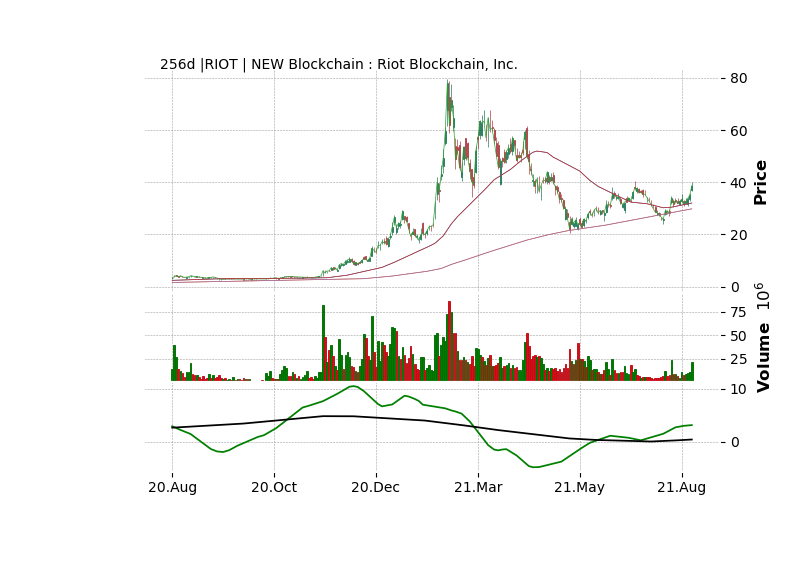 256d |RIOT | NEW Blockchain : Riot Blockchain, Inc.
80
60
40
20
0
Price
75
50
25
Volume 10^6
10
0
20.Aug 20.Oct 20.Dec 21.Mar 21.May 21.Aug